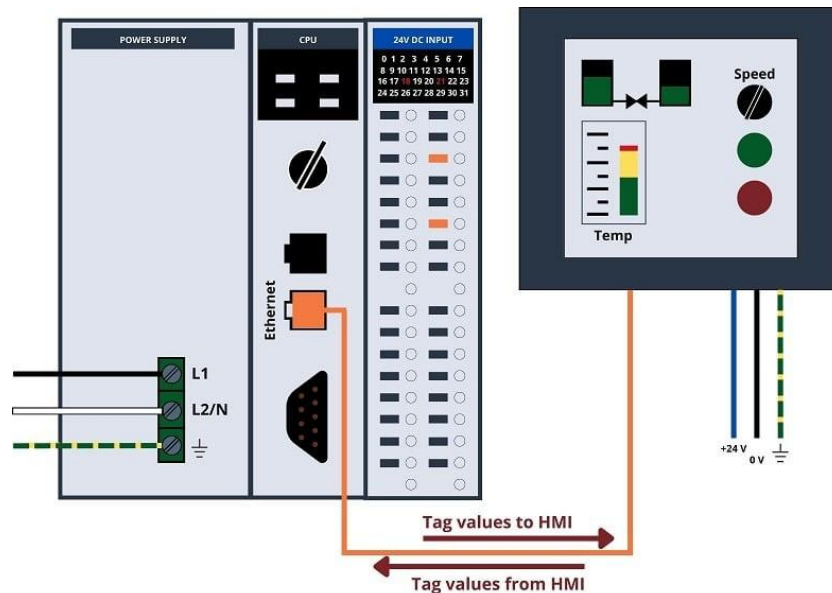 POWER SUPPLY
CPU
24V DC INPUT
0 1 2 3 4 5 6 7
8 9 10 11 12 13 14 15
16 17 18 19 20 21 22 23
24 25 26 27 28 29 30 31
Speed
Temp
Ethernet
L1
L2/N
+24 V
0 V
Tag values to HMI
Tag values from HMI